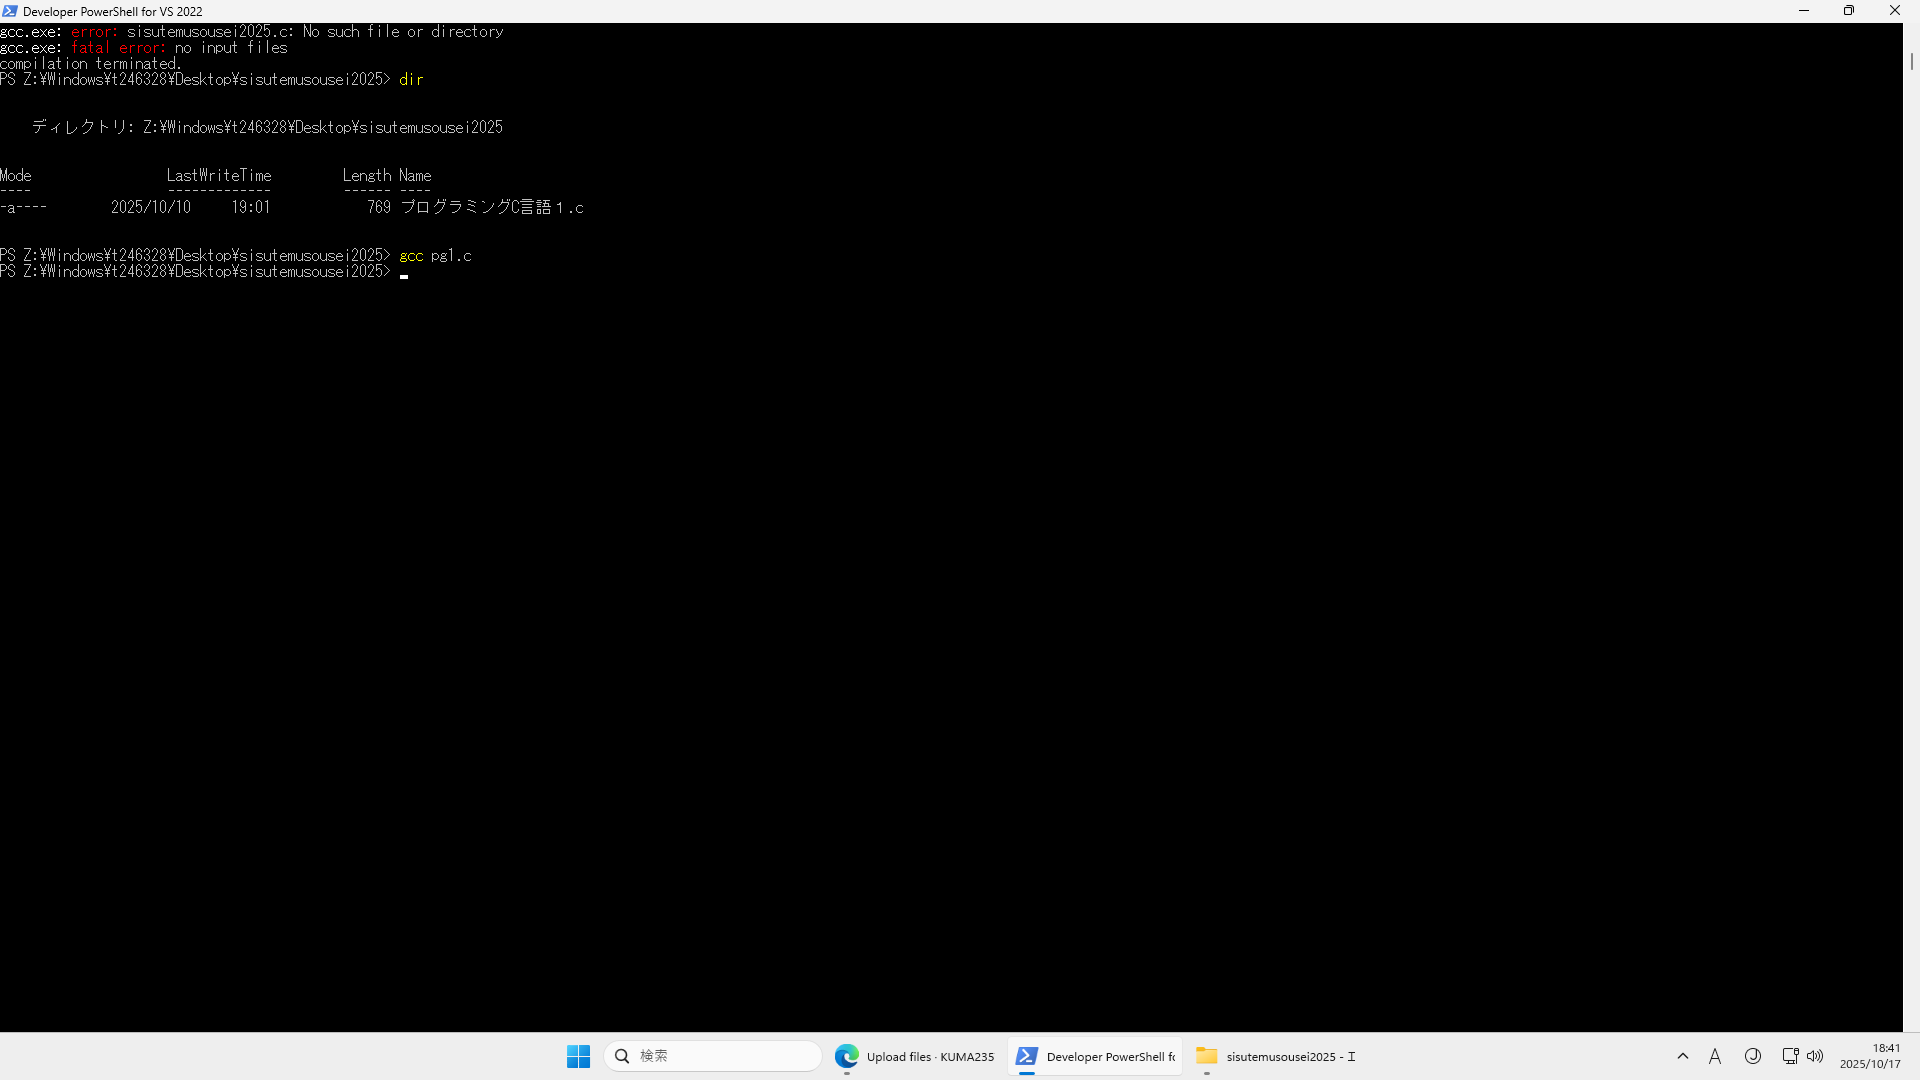 Developer PowerShell for VS 2022
gcc.exe: error: sisutemusousei2025.c: No such file or directory
gcc.exe: fatal error: no input files
compilation terminated.
PS Z:¥Windows¥t246328¥Desktop¥sisutemusousei2025> dir
ディレクトリ: Z:¥Windows¥t246328¥Desktop¥sisutemusousei2025
Mode LastWriteTime Length Name
---- ------------- ------ ----
-a---- 2025/10/10 19:01 769 プログラミングC言語１.c
PS Z:¥Windows¥t246328¥Desktop¥sisutemusousei2025> gcc pg1.c
PS Z:¥Windows¥t246328¥Desktop¥sisutemusousei2025>
検索
Upload files · KUMA235
Developer PowerShell fo
sisutemusousei2025 - エ
A
J
18:41
2025/10/17